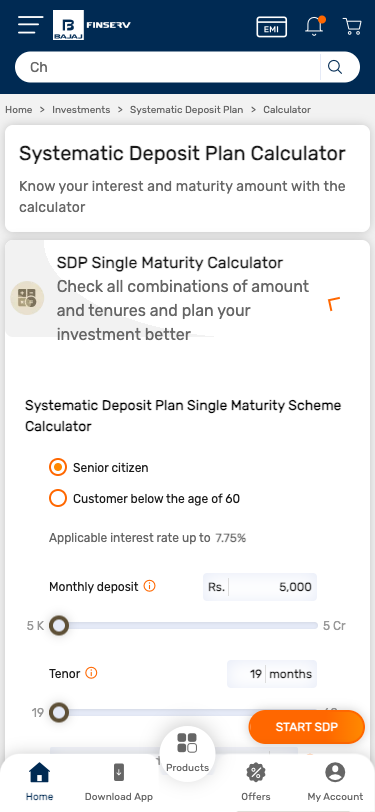 B
BAJAJ
FINSERV
EMI
Ch
Home > Investments > Systematic Deposit Plan > Calculator
Systematic Deposit Plan Calculator
Know your interest and maturity amount with the
calculator
SDP Single Maturity Calculator
Check all combinations of amount
and tenures and plan your
investment better
Systematic Deposit Plan Single Maturity Scheme
Calculator
Senior citizen
Customer below the age of 60
Applicable interest rate up to 7.75%
Monthly deposit
Rs. 5,000
5 K 5 Cr
Tenor
19 months
19
START SDP
Home
Download App
Products
Offers
My Account